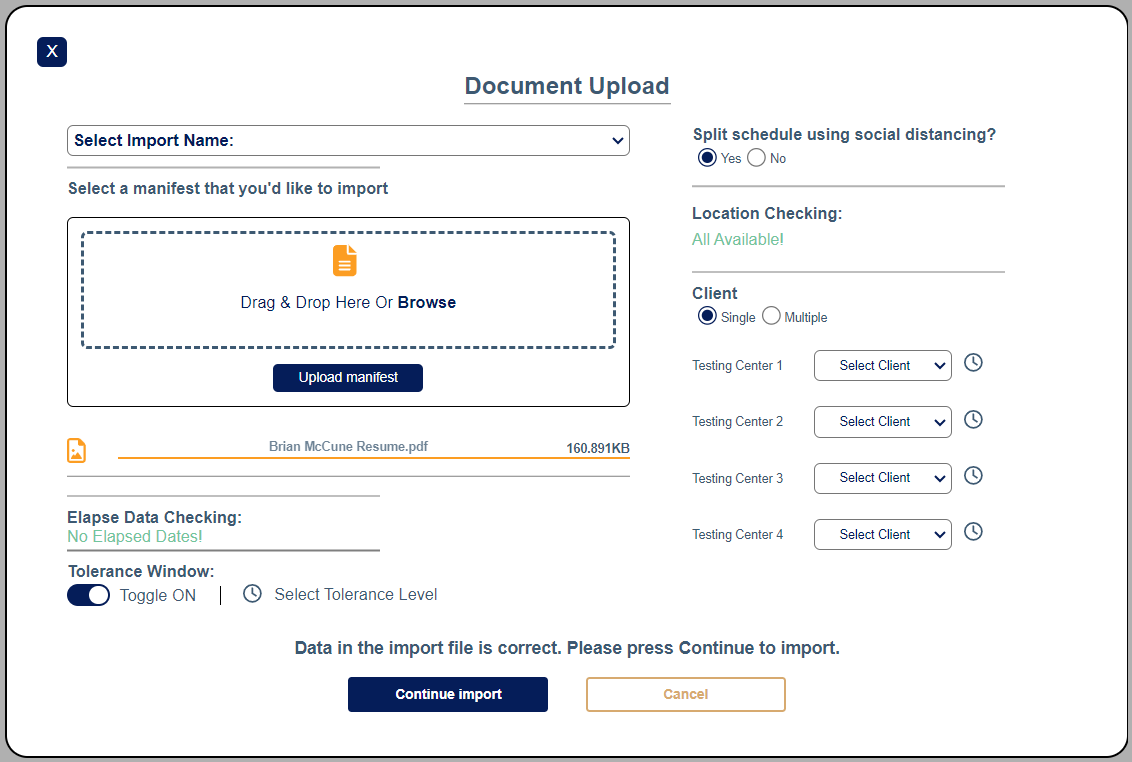 X
Document Upload
Select Import Name:
Select a manifest that you'd like to import
Drag & Drop Here Or Browse
Upload manifest
Brian McCune Resume.pdf 160.891KB
Elapse Data Checking:
No Elapsed Dates!
Tolerance Window:
Toggle ON | Select Tolerance Level
Split schedule using social distancing?
Yes No
Location Checking:
All Available!
Client
Single Multiple
Testing Center 1 Select Client
Testing Center 2 Select Client
Testing Center 3 Select Client
Testing Center 4 Select Client
Data in the import file is correct. Please press Continue to import.
Continue import Cancel